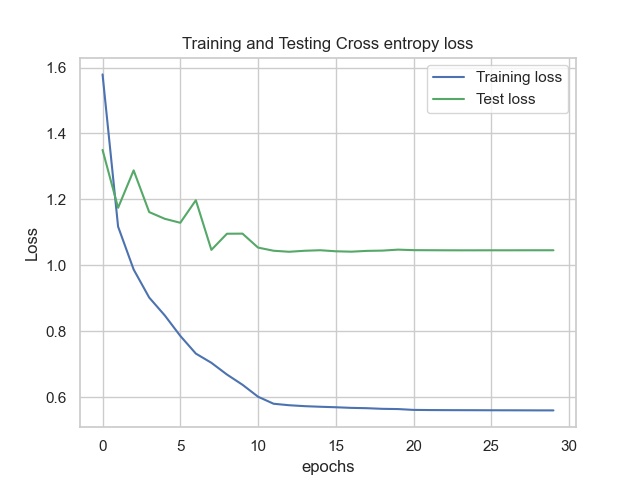 Training and Testing Cross entropy loss
1.6
1.4
1.2
1.0
0.8
0.6
Loss
Training loss
Test loss
0 5 10 15 20 25 30
epochs